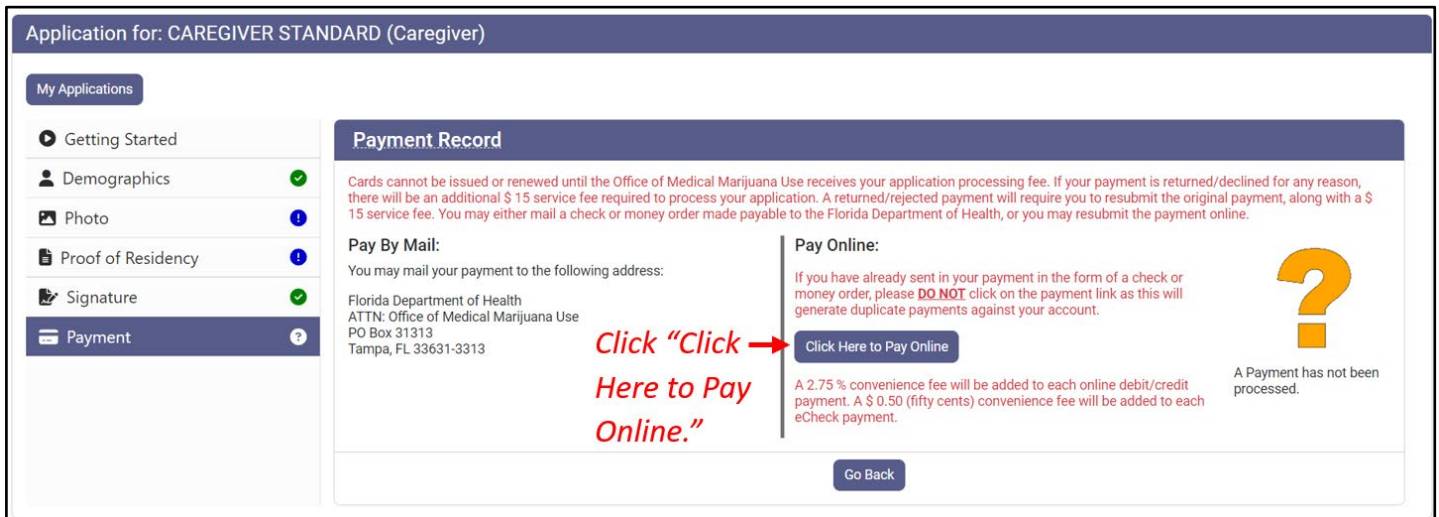 Application for: CAREGIVER STANDARD (Caregiver)
My Applications
Getting Started
Demographics
Photo
Proof of Residency
Signature
Payment
Payment Record
Cards cannot be issued or renewed until the Office of Medical Marijuana Use receives your application processing fee. If your payment is returned/declined for any reason,
there will be an additional $ 15 service fee required to process your application. A returned/rejected payment will require you to resubmit the original payment, along with a $
15 service fee. You may either mail a check or money order made payable to the Florida Department of Health, or you may resubmit the payment online.
Pay By Mail:
You may mail your payment to the following address:
Florida Department of Health
ATTN: Office of Medical Marijuana Use
PO Box 31313
Tampa, FL 33631-3313
Click “Click
Here to Pay
Online.”
Pay Online:
If you have already sent in your payment in the form of a check or
money order, please DO NOT click on the payment link as this will
generate duplicate payments against your account.
Click Here to Pay Online
A 2.75 % convenience fee will be added to each online debit/credit
payment. A $ 0.50 (fifty cents) convenience fee will be added to each
eCheck payment.
?
A Payment has not been
processed.
Go Back